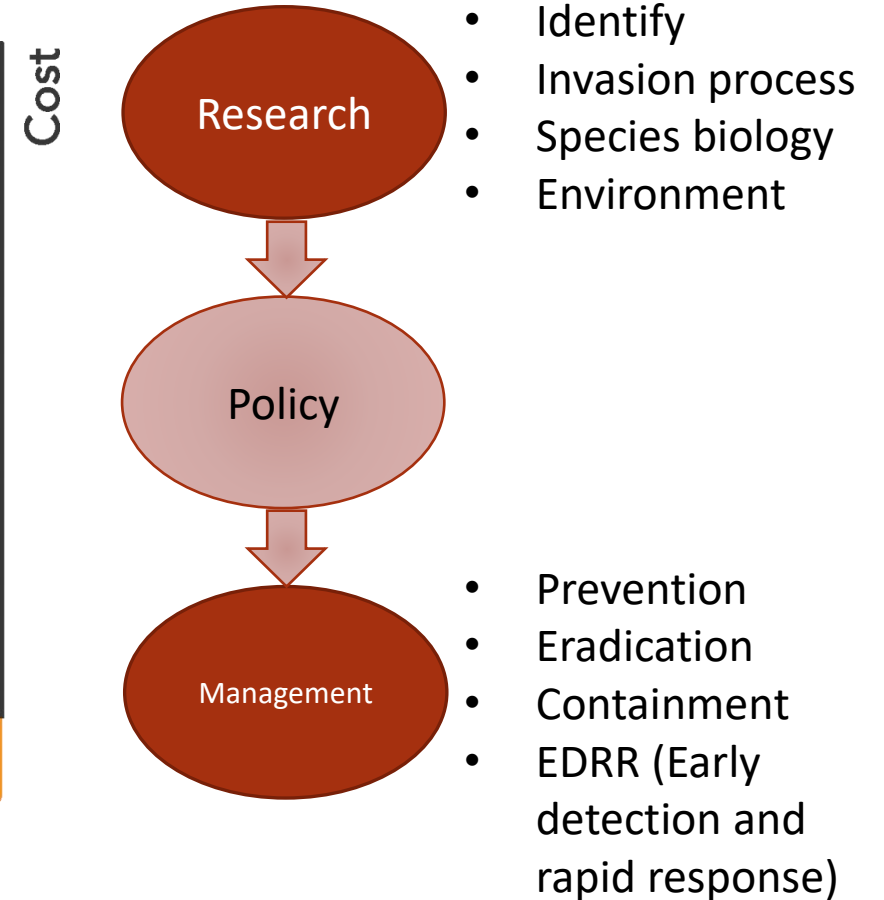 Cost
Research
• Identify
• Invasion process
• Species biology
• Environment
Policy
Management
• Prevention
• Eradication
• Containment
• EDRR (Early
detection and
rapid response)